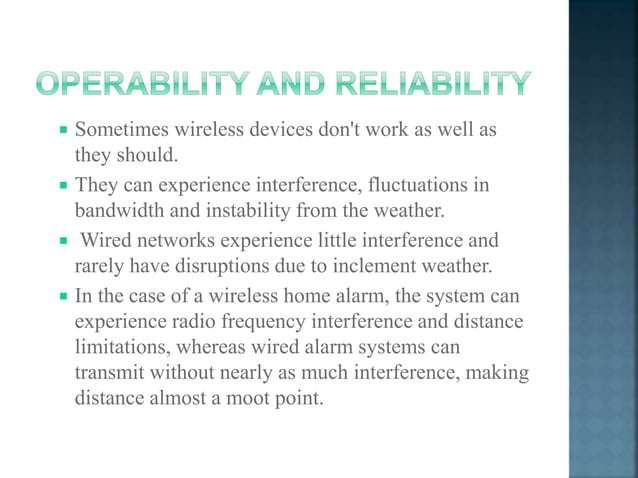 OPERABILITY AND RELIABILITY
Sometimes wireless devices don't work as well as
they should.
They can experience interference, fluctuations in
bandwidth and instability from the weather.
Wired networks experience little interference and
rarely have disruptions due to inclement weather.
In the case of a wireless home alarm, the system can
experience radio frequency interference and distance
limitations, whereas wired alarm systems can
transmit without nearly as much interference, making
distance almost a moot point.